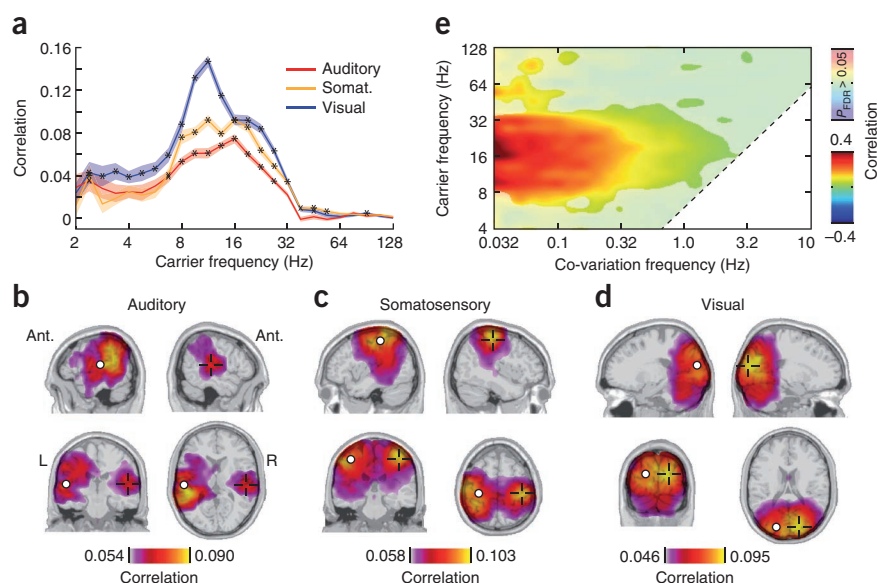 a
0.16
0.12
0.08
0.04
0
Correlation
Auditory
Somat.
Visual
2 4 8 16 32 64 128
Carrier frequency (Hz)
e
128
64
32
16
8
4
Carrier frequency (Hz)
0.032 0.1 0.32 1.0 3.2 10
Co-variation frequency (Hz)
P FDR > 0.05
0.4
–0.4
Correlation
b
Auditory
Ant.
Ant.
L
R
0.054 0.090
Correlation
c
Somatosensory
0.058 0.103
Correlation
d
Visual
0.046 0.095
Correlation